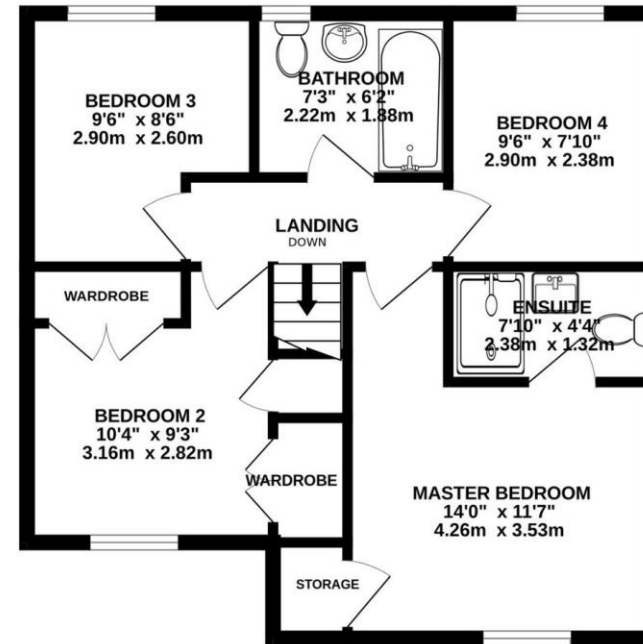 BEDROOM 3
9'6" x 8'6"
2.90m x 2.60m
BATHROOM
7'3" x 6'2"
2.22m x 1.88m
BEDROOM 4
9'6" x 7'10"
2.90m x 2.38m
LANDING
DOWN
WARDROBE
ENSUITE
7'10" x 4'4"
2.38m x 1.32m
BEDROOM 2
10'4" x 9'3"
3.16m x 2.82m
WARDROBE
MASTER BEDROOM
14'0" x 11'7"
4.26m x 3.53m
STORAGE